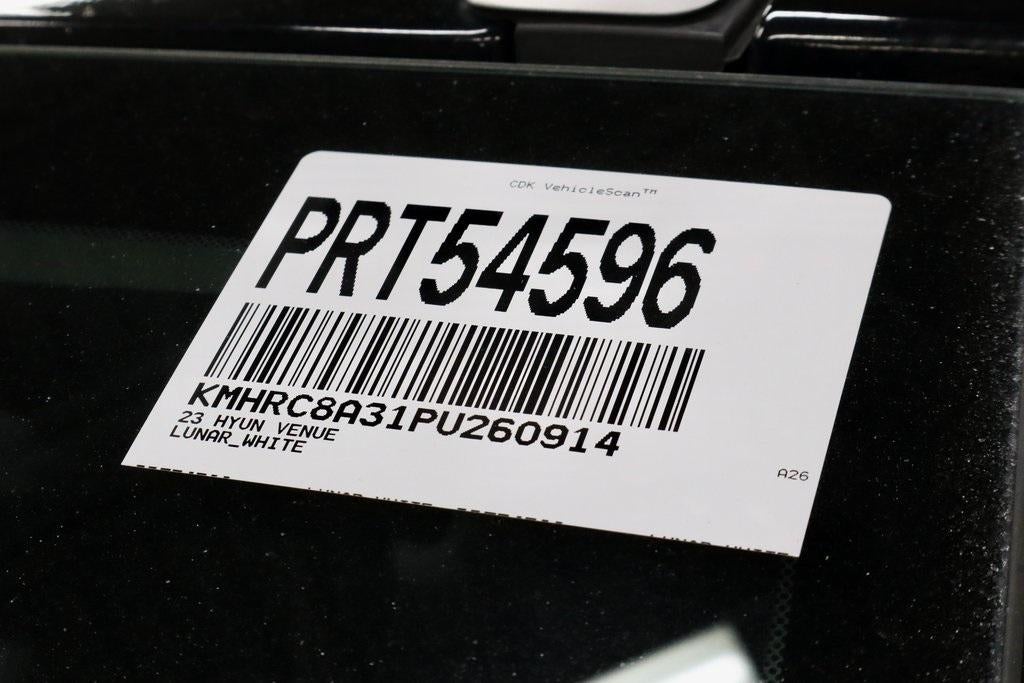 CDK VehicleScan™
PRT54596
KMHRC8A31PU260914
23 HYUN VENUE
LUNAR_WHITE
A26